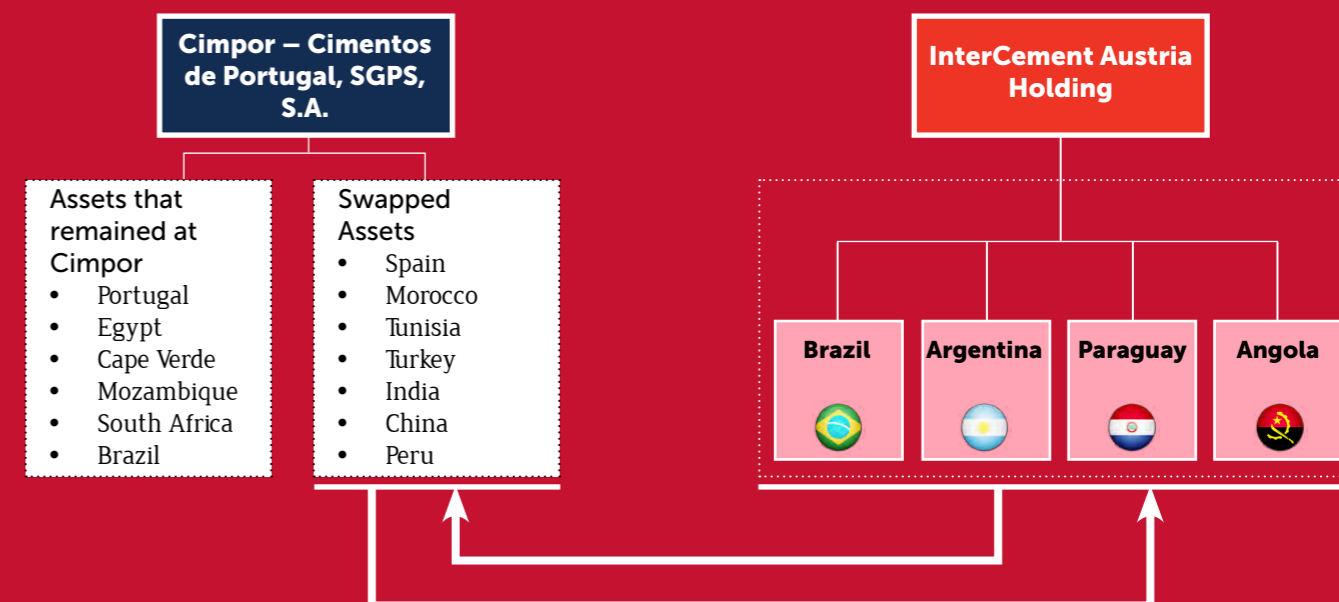 Cimpor – Cimentos
de Portugal, SGPS,
S.A.
InterCement Austria
Holding
Assets that
remained at
Cimpor
• Portugal
• Egypt
• Cape Verde
• Mozambique
• South Africa
• Brazil
Swapped
Assets
• Spain
• Morocco
• Tunisia
• Turkey
• India
• China
• Peru
Brazil
Argentina
Paraguay
Angola